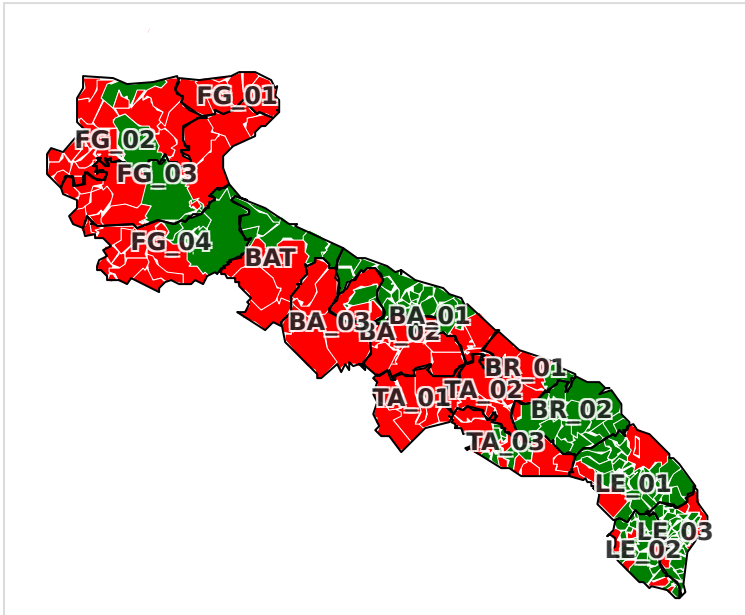 FG_01
FG_02
FG_03
FG_04
BAT
BA_01
BA_03
BA_02
BR_01
TA_02
TA_01
BR_02
TA_03
LE_01
LE_03
LE_02